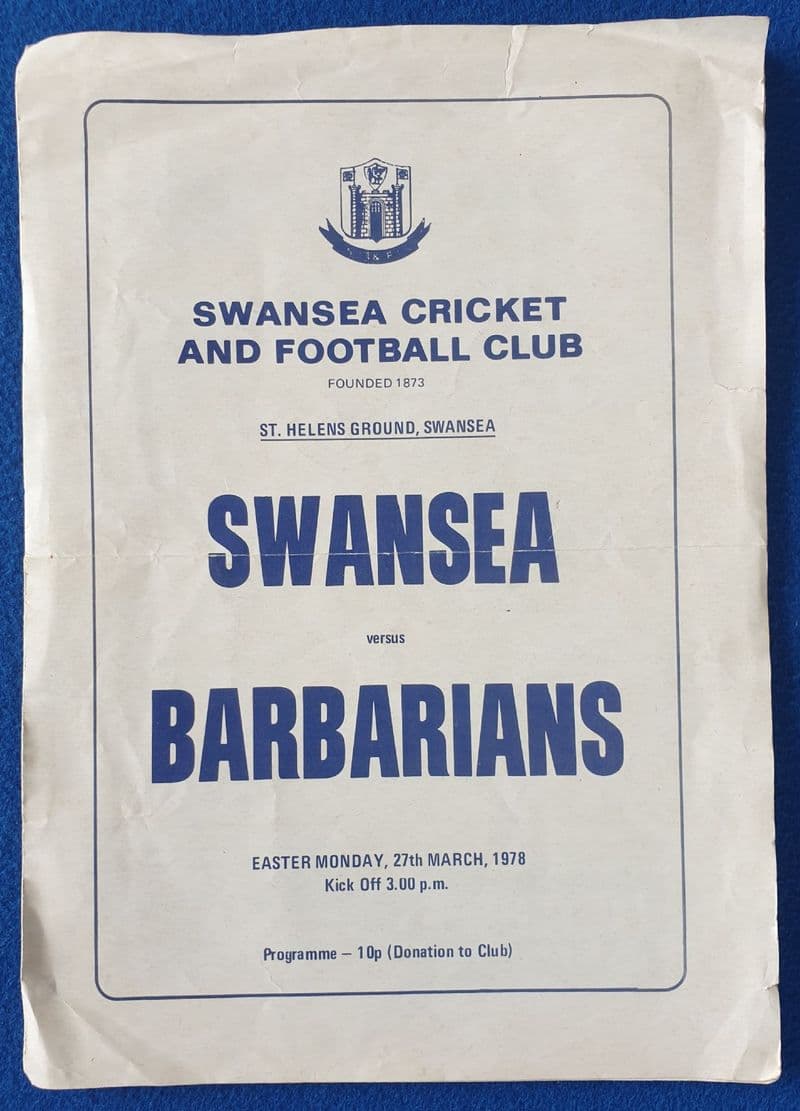 SWANSEA CRICKET
AND FOOTBALL CLUB
FOUNDED 1873
ST. HELENS GROUND, SWANSEA
SWANSEA
versus
BARBARIANS
EASTER MONDAY, 27th MARCH, 1978
Kick Off 3.00 p.m.
Programme – 10p (Donation to Club)